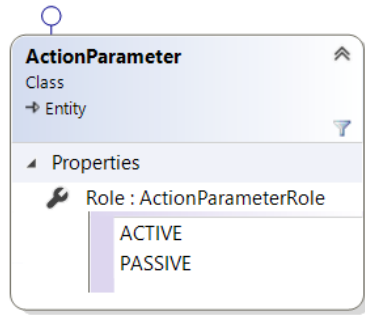 ActionParameter
Class
Entity
Properties
Role : ActionParameterRole
ACTIVE
PASSIVE